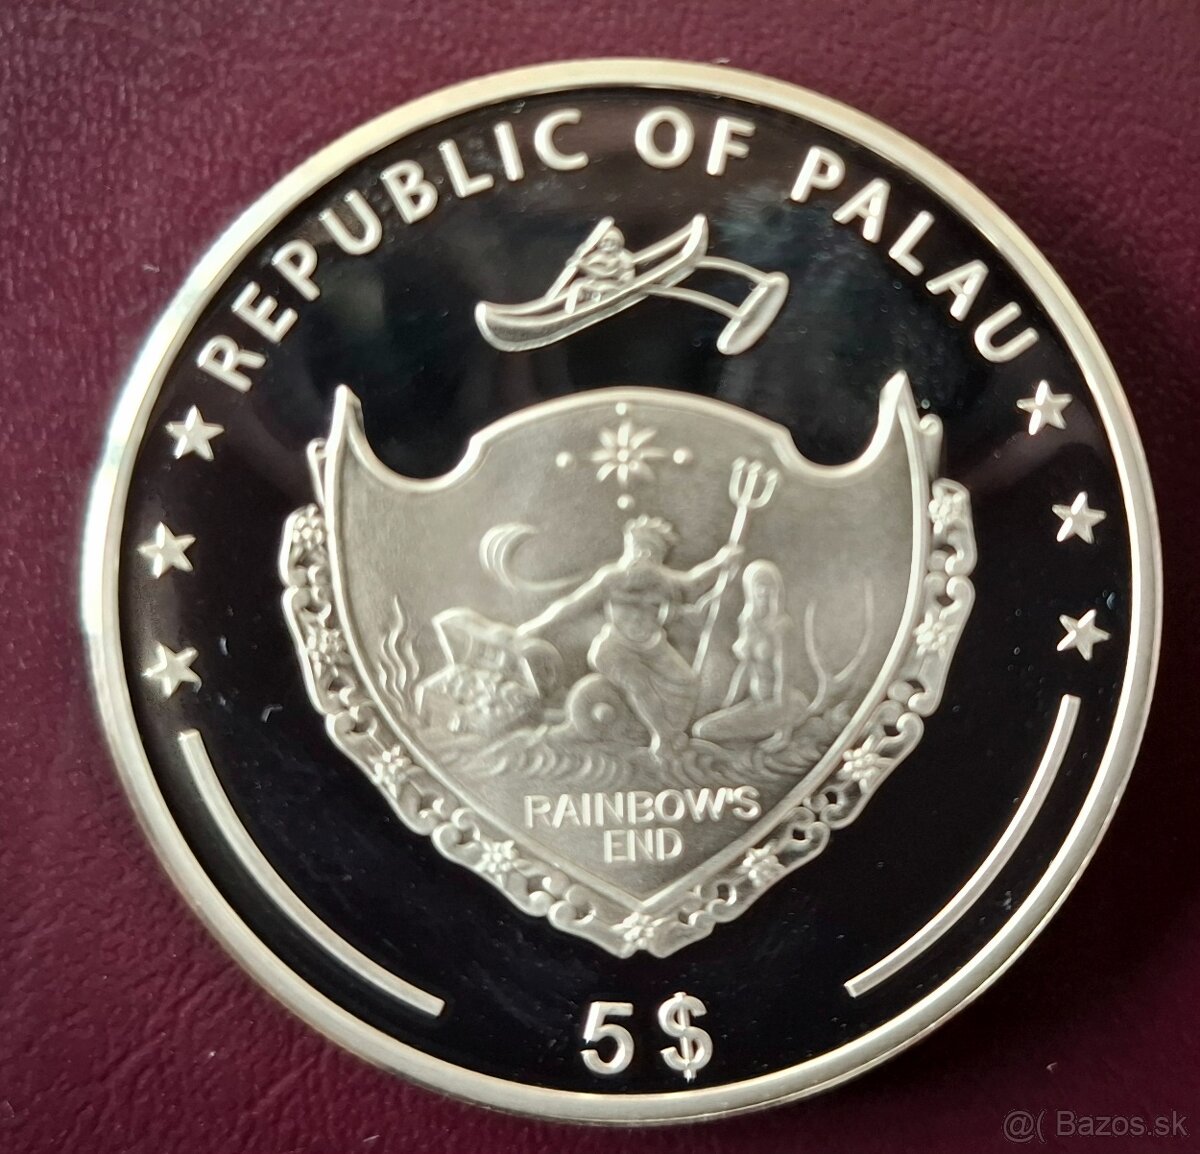 REPUBLIC OF PALAU
RAINBOW'S
END
5$
@( Bazos.sk